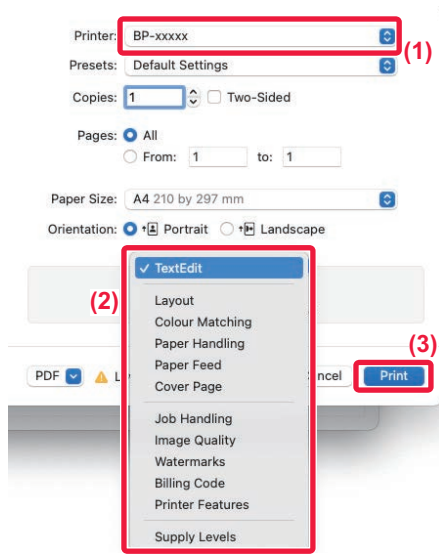 Printer: BP-xxxxx
(1)
Presets: Default Settings
Copies: 1 Two-Sided
Pages: All
From: 1 to: 1
Paper Size: A4 210 by 297 mm
Orientation: Portrait Landscape
✓ TextEdit
(2)
Layout
Colour Matching
Paper Handling
Paper Feed
Cover Page
(3)
PDF L ncel Print
Job Handling
Image Quality
Watermarks
Billing Code
Printer Features
Supply Levels